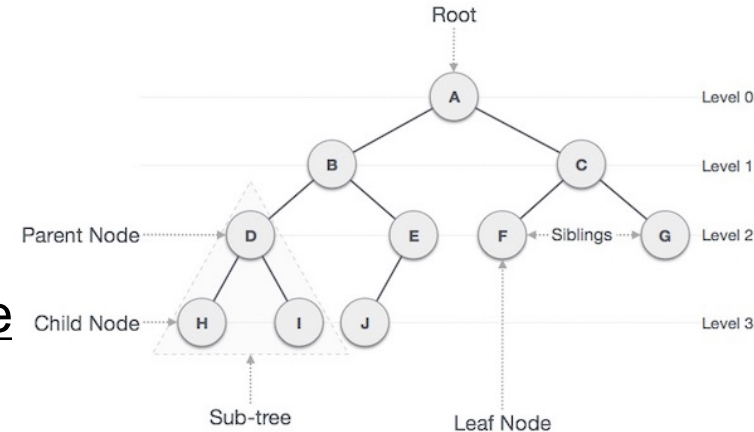 Root
A
Level 0
B
C
Level 1
Parent Node
D
E
F
Siblings
G
Level 2
e
Child Node
H
I
J
Level 3
Sub-tree
Leaf Node